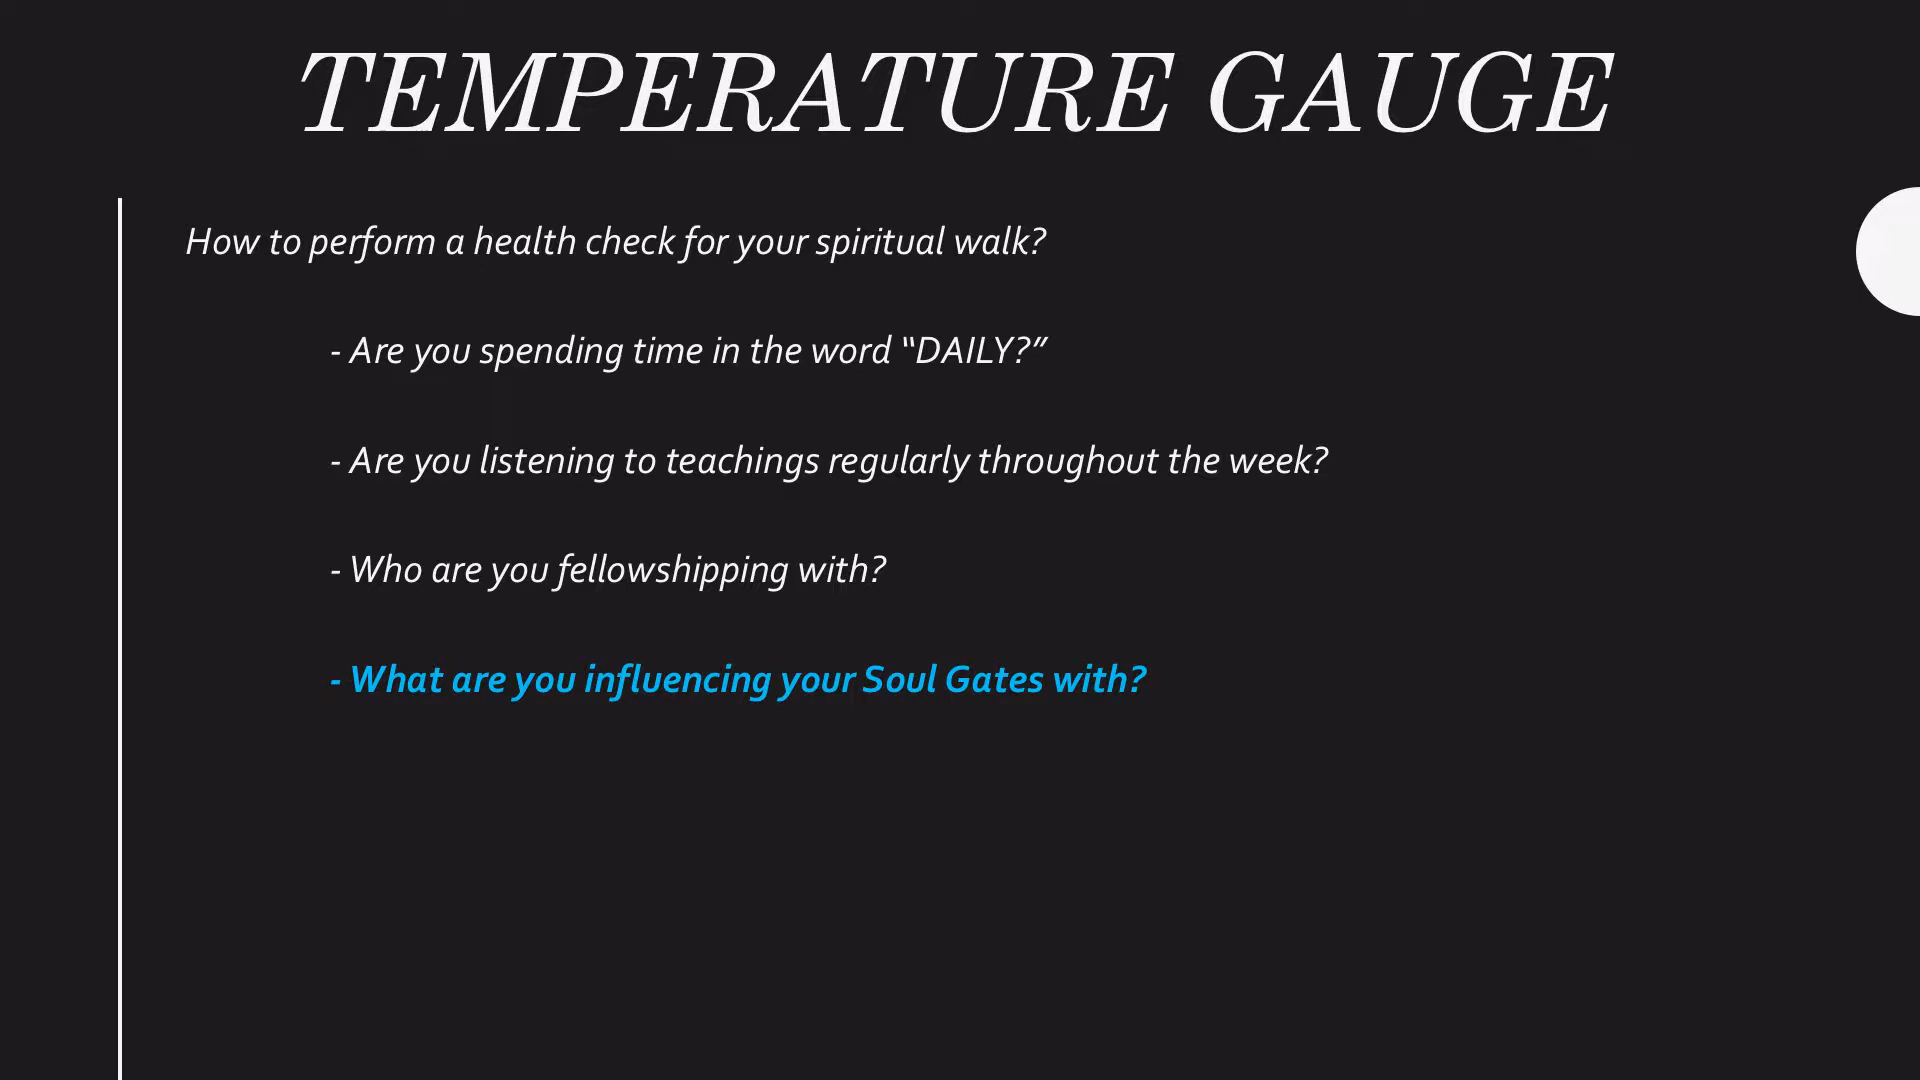 TEMPERATURE GAUGE
How to perform a health check for your spiritual walk?
- Are you spending time in the word “DAILY?”
- Are you listening to teachings regularly throughout the week?
- Who are you fellowshipping with?
- What are you influencing your Soul Gates with?